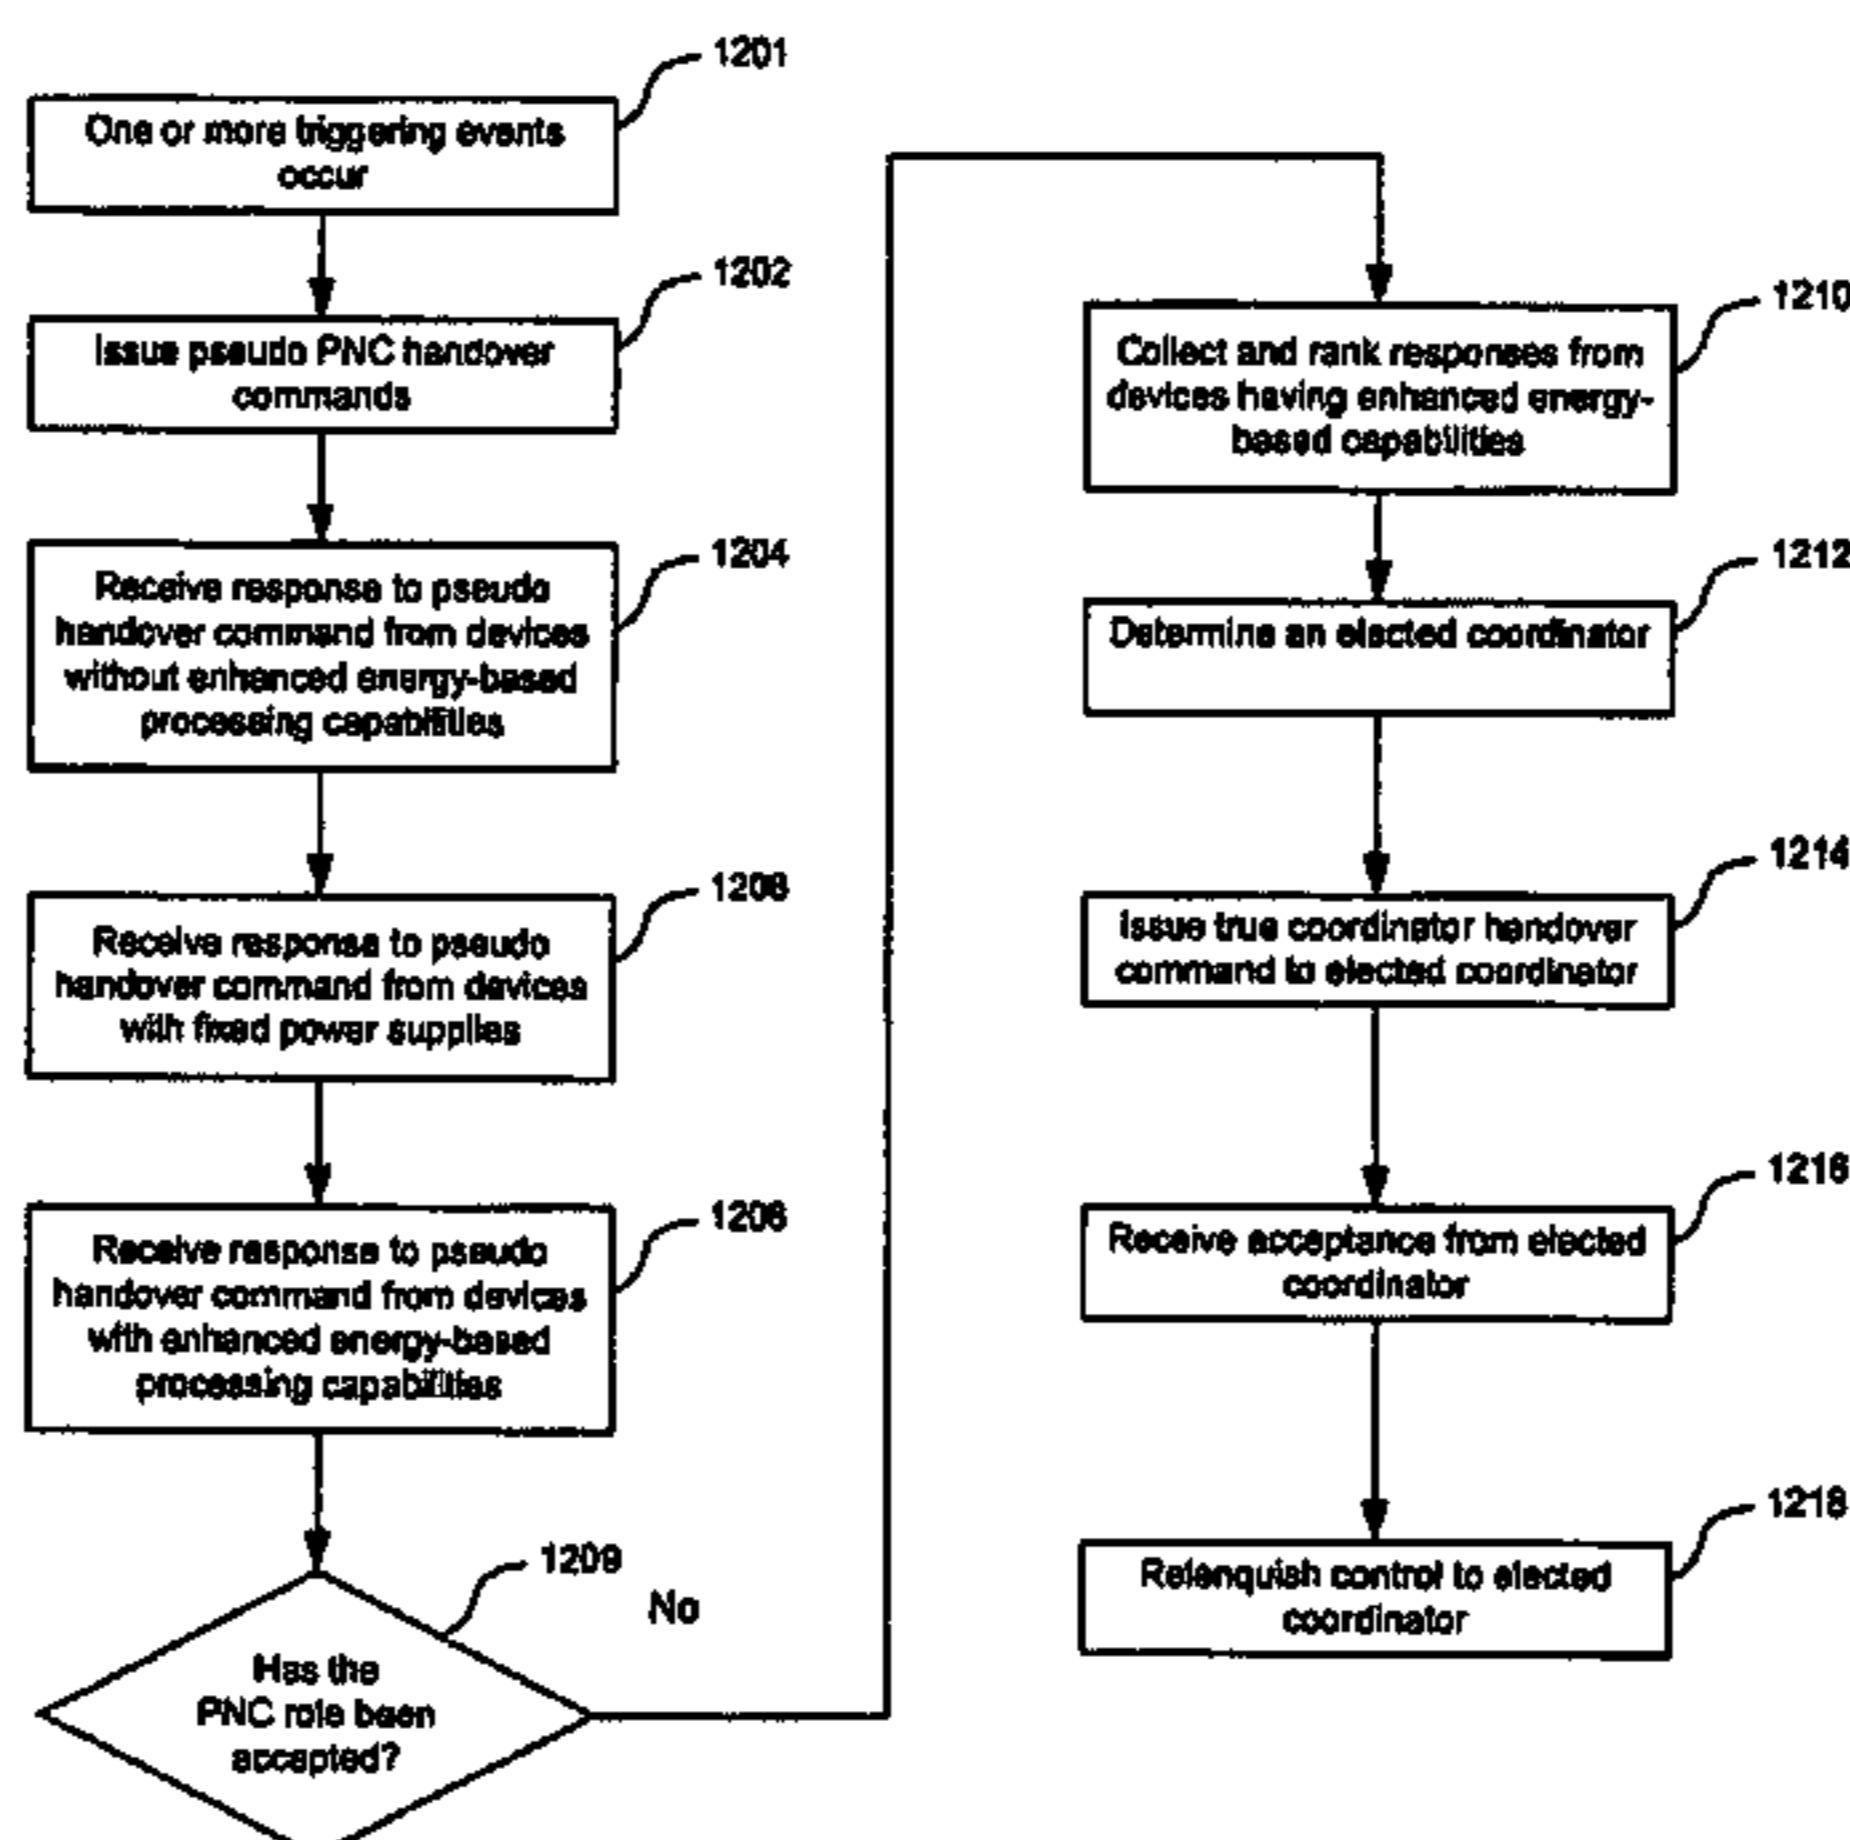 1201
One or more triggering events
occur
1202
Issue pseudo PNC handover
commands
1204
Receive response to pseudo
handover command from devices
without enhanced energy-based
processing capabilities
1208
Receive response to pseudo
handover command from devices
with fixed power supplies
1206
Receive response to pseudo
handover command from devices
with enhanced energy-based
processing capabilities
1209
No
Has the
PNC role been
accepted?
1210
Collect and rank responses from
devices having enhanced energy-
based capabilities
1212
Determine an elected coordinator
1214
Issue true coordinator handover
command to elected coordinator
1216
Receive acceptance from elected
coordinator
1218
Relenquish control to elected
coordinator